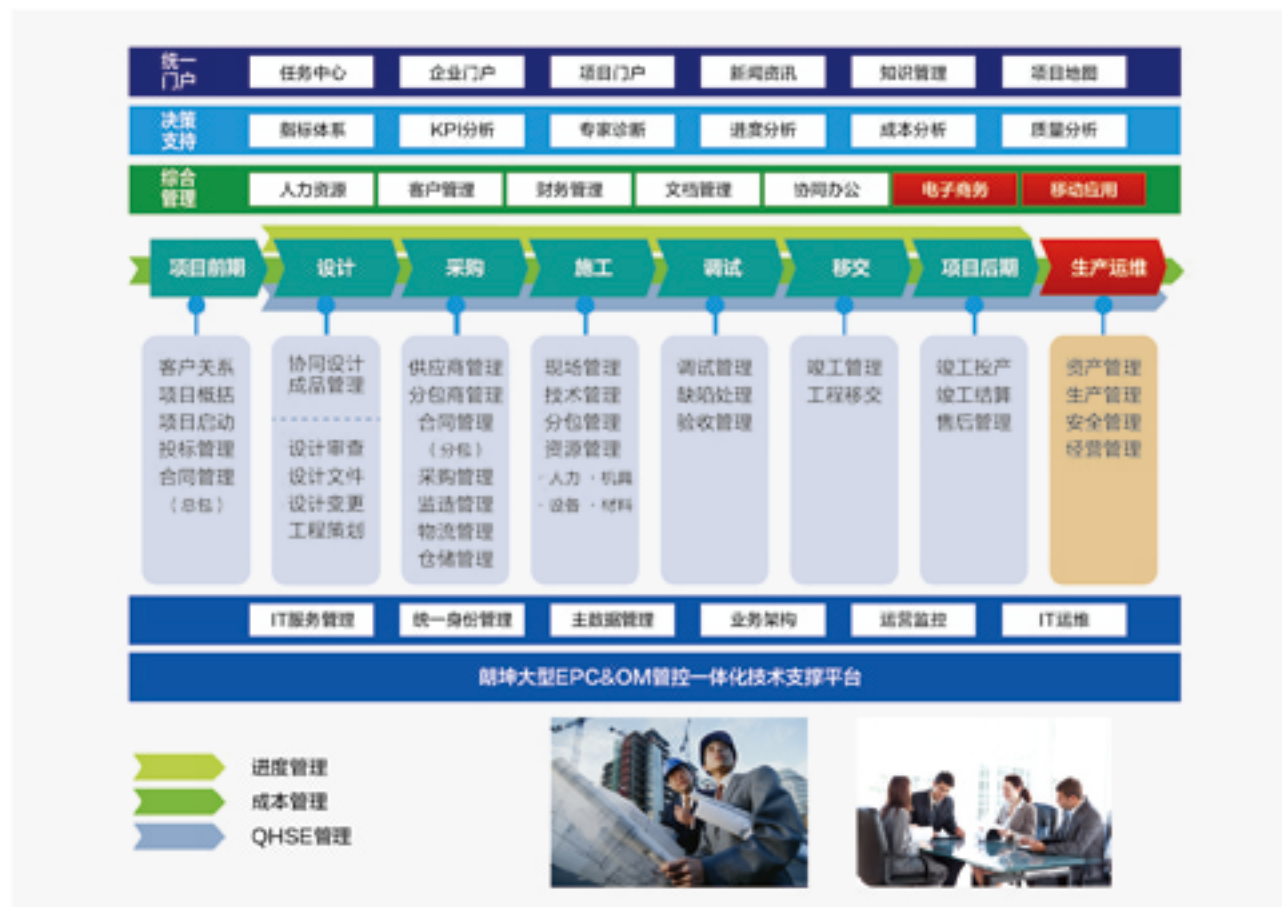 统一
门户
任务中心 企业门户 项目门户 新闻资讯 知识管理 项目地图
决策
支持
指标体系 KPI分析 专家诊断 进度分析 成本分析 质量分析
综合
管理
人力资源 客户管理 财务管理 文档管理 协同办公 电子商务 移动应用
项目前期 设计 采购 施工 调试 移交 项目后期 生产运维
客户关系
项目概括
项目启动
投标管理
合同管理
（总包）
协同设计
成品管理
设计审查
设计文件
设计变更
工程策划
供应商管理
分包商管理
合同管理
（分包）
采购管理
监造管理
物流管理
仓储管理
现场管理
技术管理
分包管理
资源管理
·人力 ·机具
·设备 ·材料
调试管理
缺陷处理
验收管理
竣工管理
工程移交
竣工投产
竣工结算
售后管理
资产管理
生产管理
安全管理
经营管理
IT服务管理 统一身份管理 主数据管理 业务架构 运营监控 IT运维
朗坤大型EPC&OM管控一体化技术支撑平台
进度管理
成本管理
QHSE管理